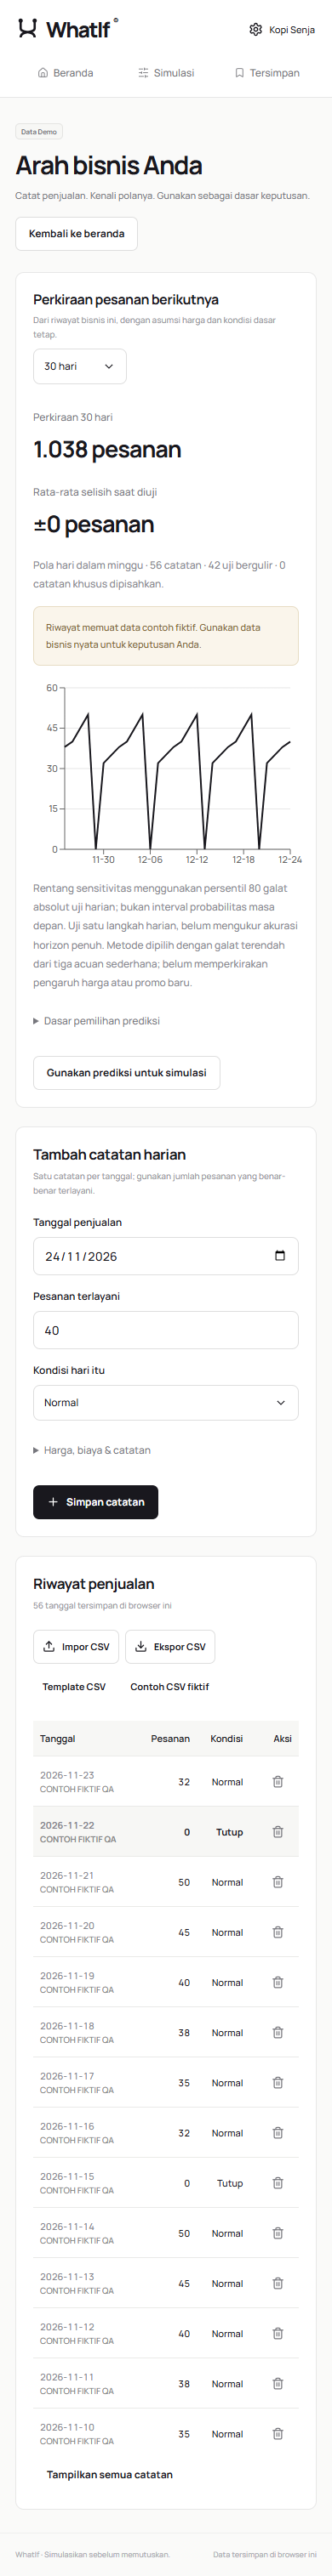 WhatIf
Kopi Senja
Beranda
Simulasi
Tersimpan
Data Demo
Arah bisnis Anda
Catat penjualan. Kenali polanya. Gunakan sebagai dasar keputusan.
Kembali ke beranda
Perkiraan pesanan berikutnya
Dari riwayat bisnis ini, dengan asumsi harga dan kondisi dasar
tetap.
30 hari
Perkiraan 30 hari
1.038 pesanan
Rata-rata selisih saat diuji
±0 pesanan
Pola hari dalam minggu · 56 catatan · 42 uji bergulir · 0
catatan khusus dipisahkan.
Riwayat memuat data contoh fiktif. Gunakan data
bisnis nyata untuk keputusan Anda.
60
45
30
15
0
11-30 12-06 12-12 12-18 12-24
Rentang sensitivitas menggunakan persentil 80 galat
absolut uji harian; bukan interval probabilitas masa
depan. Uji satu langkah harian, belum mengukur akurasi
horizon penuh. Metode dipilih dengan galat terendah
dari tiga acuan sederhana; belum memperkirakan
pengaruh harga atau promo baru.
Dasar pemilihan prediksi
Gunakan prediksi untuk simulasi
Tambah catatan harian
Satu catatan per tanggal; gunakan jumlah pesanan yang benar-
benar terlayani.
Tanggal penjualan
24/11/2026
Pesanan terlayani
40
Kondisi hari itu
Normal
Harga, biaya & catatan
Simpan catatan
Riwayat penjualan
56 tanggal tersimpan di browser ini
Impor CSV
Ekspor CSV
Template CSV
Contoh CSV fiktif
Tanggal Pesanan Kondisi Aksi
2026-11-23
CONTOH FIKTIF QA
32 Normal
2026-11-22
CONTOH FIKTIF QA
0 Tutup
2026-11-21
CONTOH FIKTIF QA
50 Normal
2026-11-20
CONTOH FIKTIF QA
45 Normal
2026-11-19
CONTOH FIKTIF QA
40 Normal
2026-11-18
CONTOH FIKTIF QA
38 Normal
2026-11-17
CONTOH FIKTIF QA
35 Normal
2026-11-16
CONTOH FIKTIF QA
32 Normal
2026-11-15
CONTOH FIKTIF QA
0 Tutup
2026-11-14
CONTOH FIKTIF QA
50 Normal
2026-11-13
CONTOH FIKTIF QA
45 Normal
2026-11-12
CONTOH FIKTIF QA
40 Normal
2026-11-11
CONTOH FIKTIF QA
38 Normal
2026-11-10
CONTOH FIKTIF QA
35 Normal
Tampilkan semua catatan
WhatIf · Simulasikan sebelum memutuskan.
Data tersimpan di browser ini